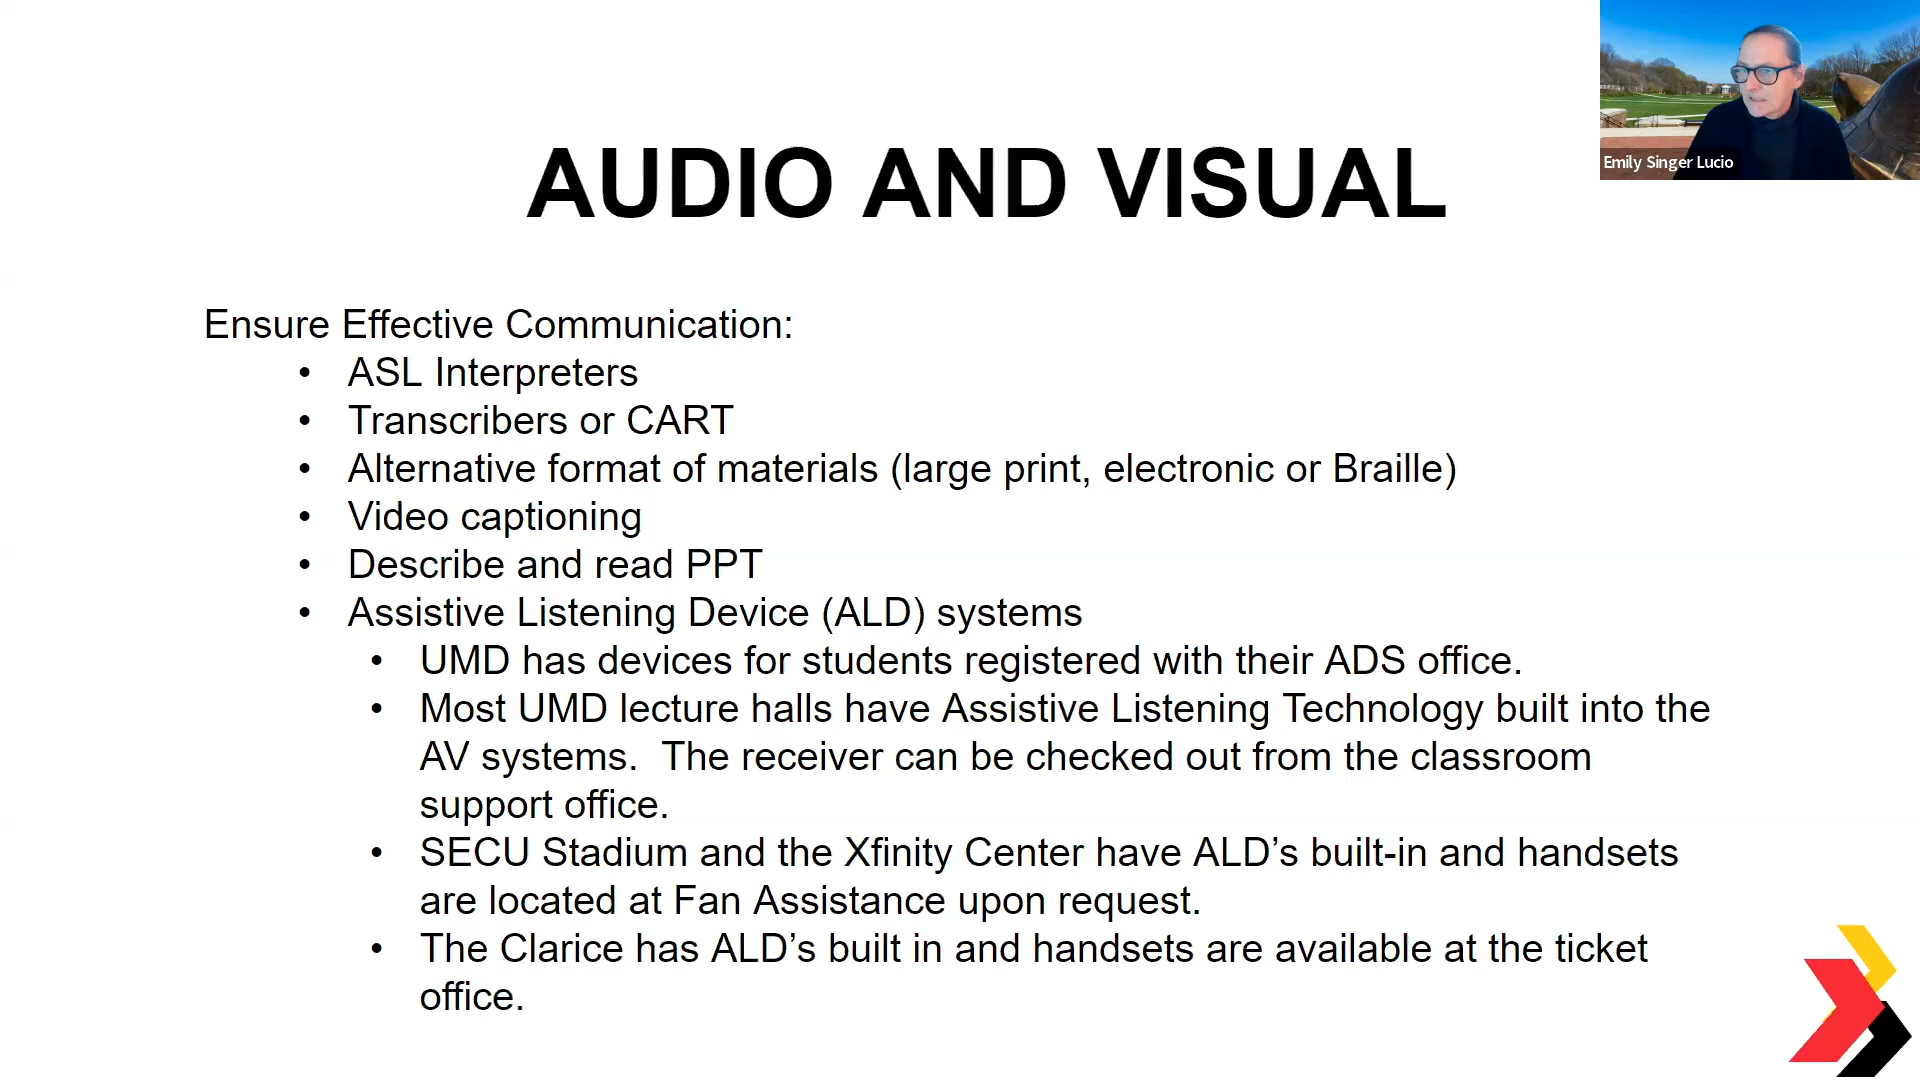 Emily Singer Lucio
AUDIO AND VISUAL
Ensure Effective Communication:
• ASL Interpreters
• Transcribers or CART
• Alternative format of materials (large print, electronic or Braille)
• Video captioning
• Describe and read PPT
• Assistive Listening Device (ALD) systems
• UMD has devices for students registered with their ADS office.
• Most UMD lecture halls have Assistive Listening Technology built into the
AV systems.  The receiver can be checked out from the classroom
support office.
• SECU Stadium and the Xfinity Center have ALD’s built-in and handsets
are located at Fan Assistance upon request.
• The Clarice has ALD’s built in and handsets are available at the ticket
office.